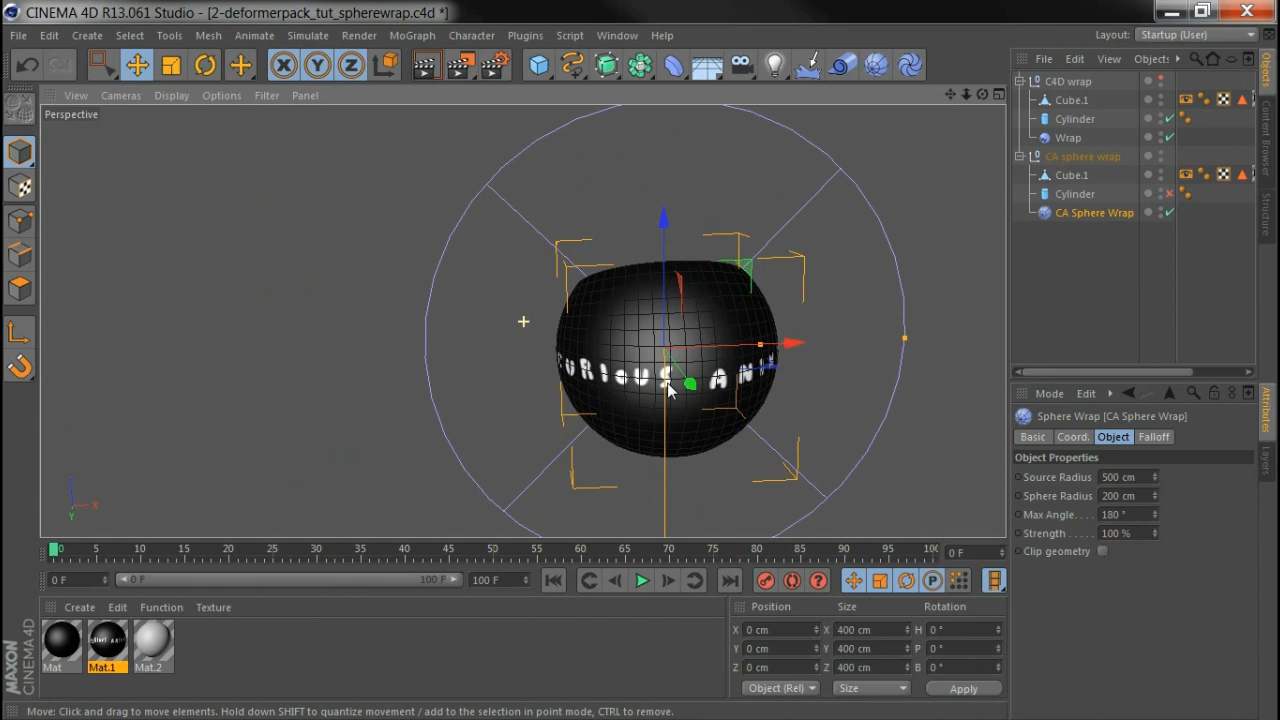 CINEMA 4D R13.061 Studio - [2-deformerpack_tut_spherewrap.c4d *]
File Edit Create Select Tools Mesh Animate Simulate Render MoGraph Character Plugins Script Window Help Layout: Startup (User)
X Y Z
View Cameras Display Options Filter Panel
Perspective
CURIOUS AN
X
Y
0 5 10 15 20 25 30 35 40 45 50 55 60 65 70 75 80 85 90 95 100 0 F
0 F 0 F 100 F 100 F
Create Edit Function Texture
Mat Mat.1 Mat.2
MAXON
CINEMA 4D
Position Size Rotation
X 0 cm X 400 cm H 0 °
Y 0 cm Y 400 cm P 0 °
Z 0 cm Z 400 cm B 0 °
Object (Rel) Size Apply
File Edit View Objects
C4D wrap
Cube.1
Cylinder
Wrap
CA sphere wrap
Cube.1
Cylinder
CA Sphere Wrap
Objects
Content Browser
Structure
Mode Edit
Sphere Wrap [CA Sphere Wrap]
Basic Coord. Object Falloff
Object Properties
Source Radius 500 cm
Sphere Radius 200 cm
Max Angle. . . . 180 °
Strength . . . . 100 %
Clip geometry
Attributes
Layers
Move: Click and drag to move elements. Hold down SHIFT to quantize movement / add to the selection in point mode, CTRL to remove.